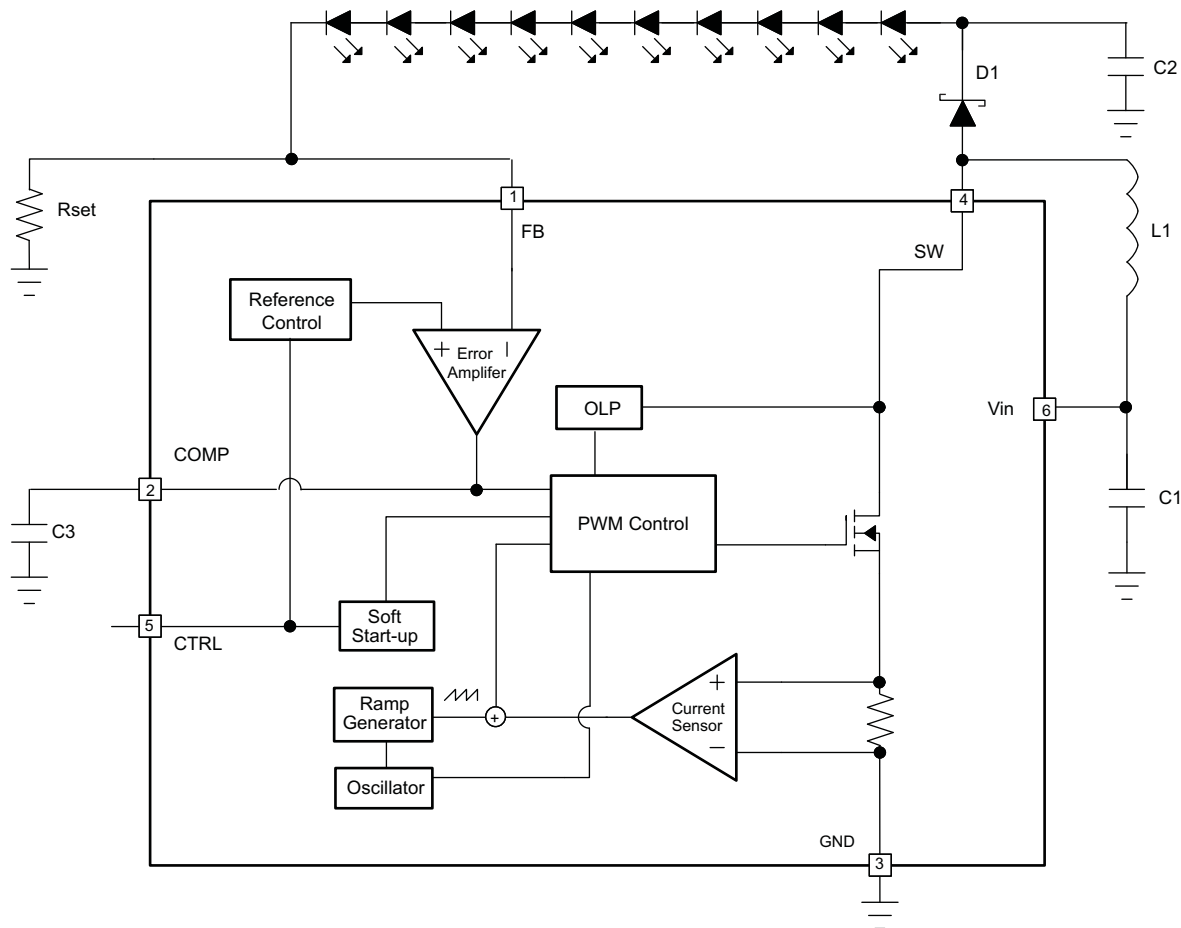 D1
C2
Rset
1
4
FB
SW
L1
Reference
Control
+
Error
Amplifer
OLP
Vin
6
COMP
2
PWM Control
C1
C3
Soft
Start-up
5
CTRL
Ramp
Generator
+
+
Current
Sensor
−
Oscillator
GND
3